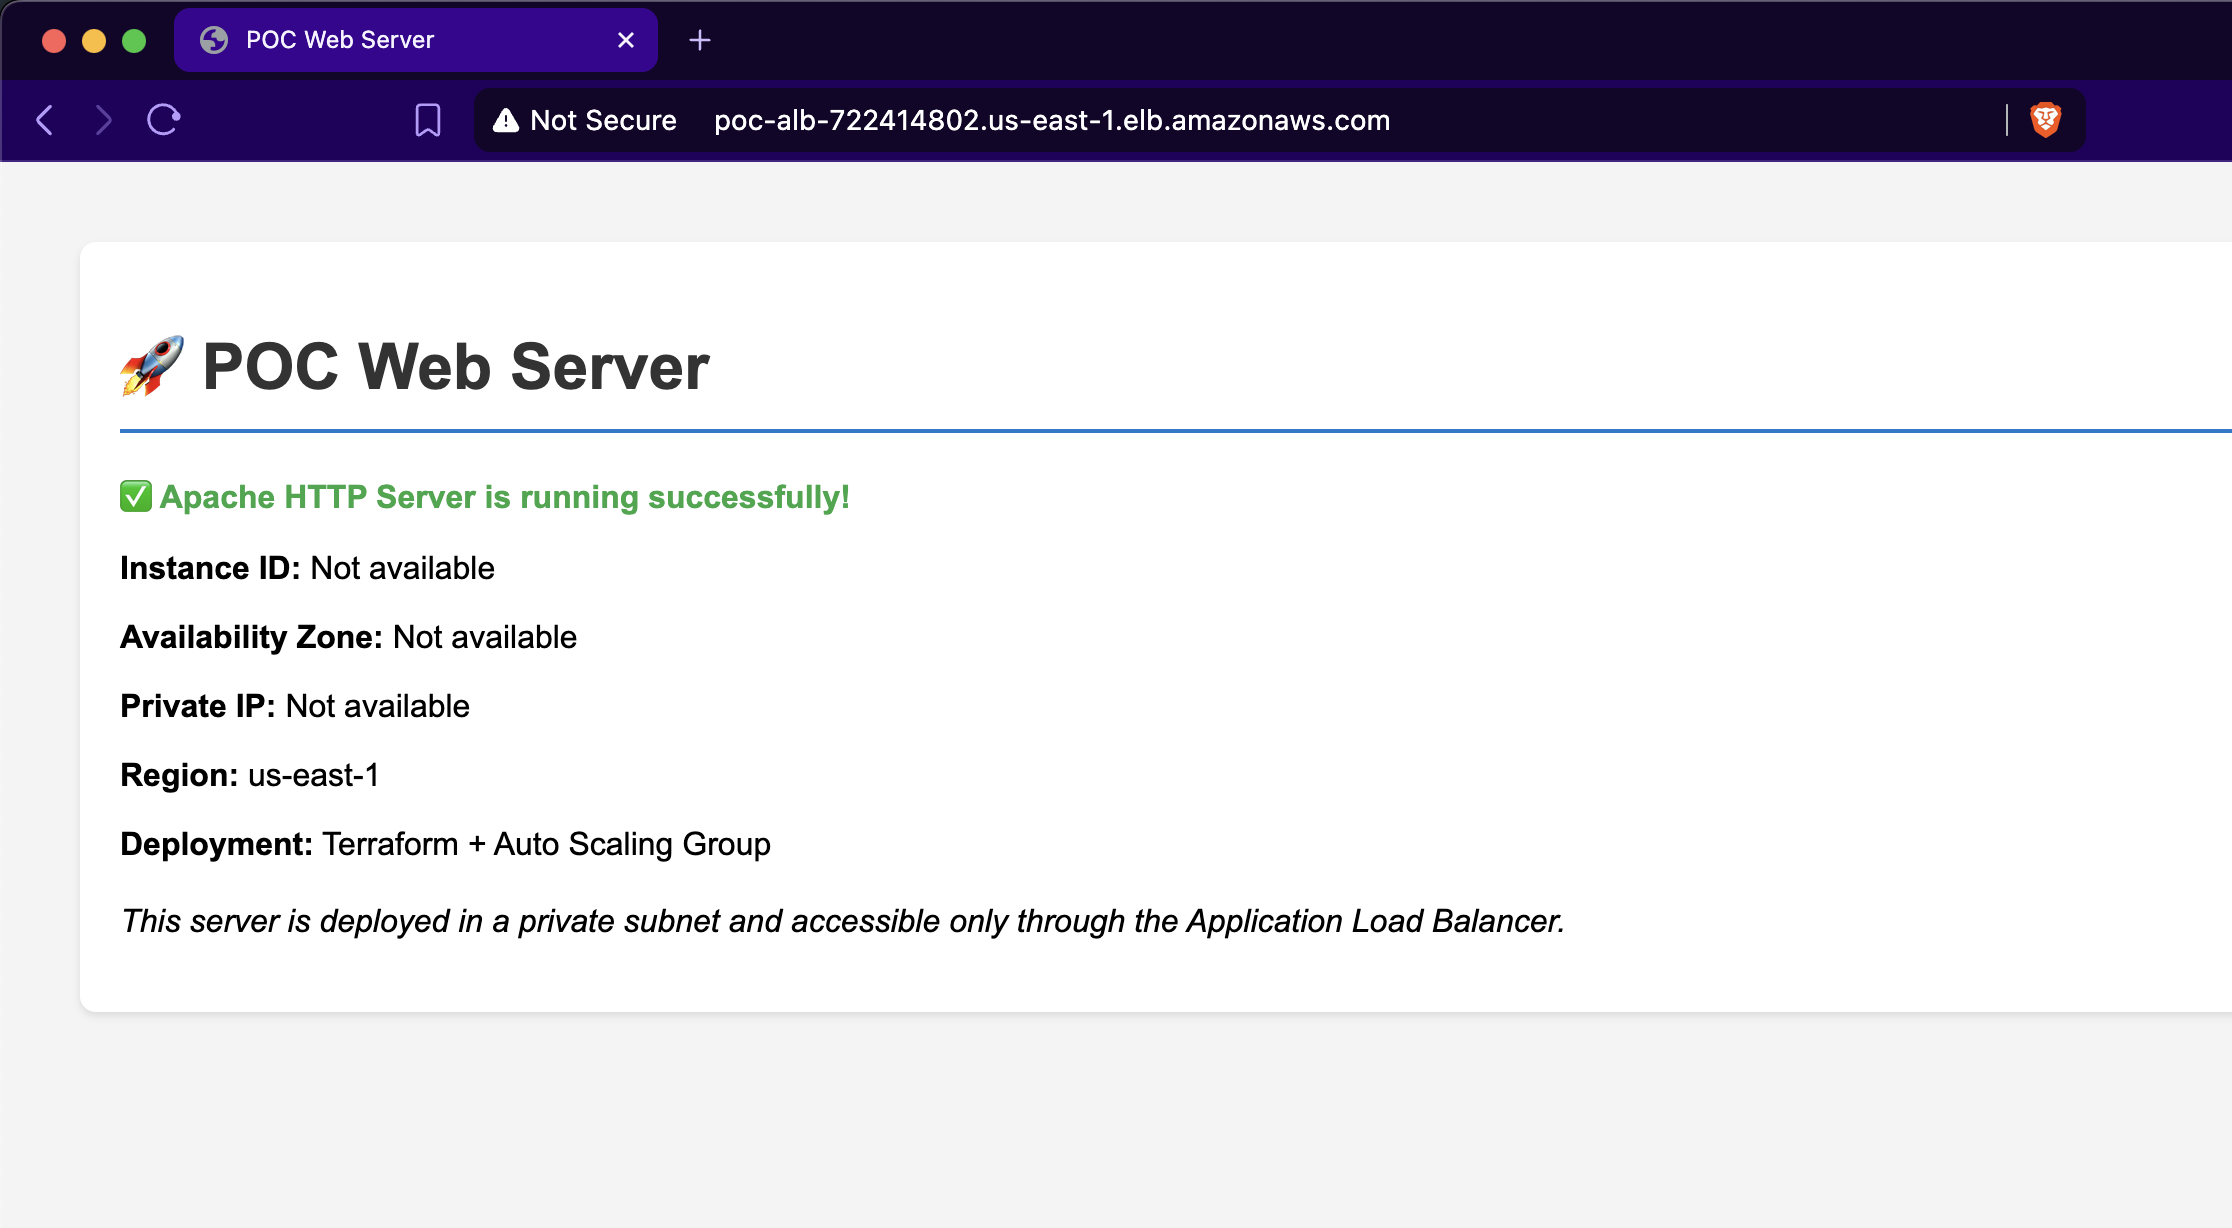 POC Web Server
Not Secure poc-alb-722414802.us-east-1.elb.amazonaws.com
🚀 POC Web Server
✅ Apache HTTP Server is running successfully!
Instance ID: Not available
Availability Zone: Not available
Private IP: Not available
Region: us-east-1
Deployment: Terraform + Auto Scaling Group
This server is deployed in a private subnet and accessible only through the Application Load Balancer.